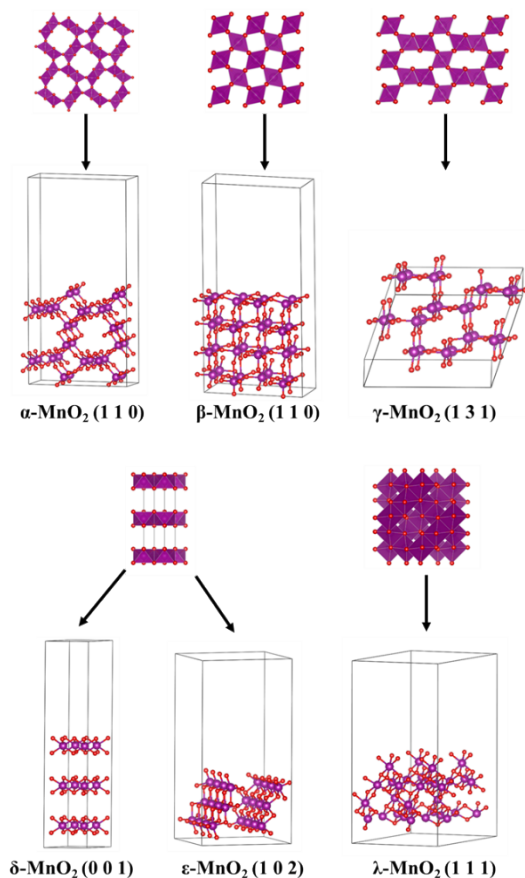 α-MnO₂ (1 1 0) β-MnO₂ (1 1 0) γ-MnO₂ (1 3 1)
δ-MnO₂ (0 0 1) ε-MnO₂ (1 0 2) λ-MnO₂ (1 1 1)